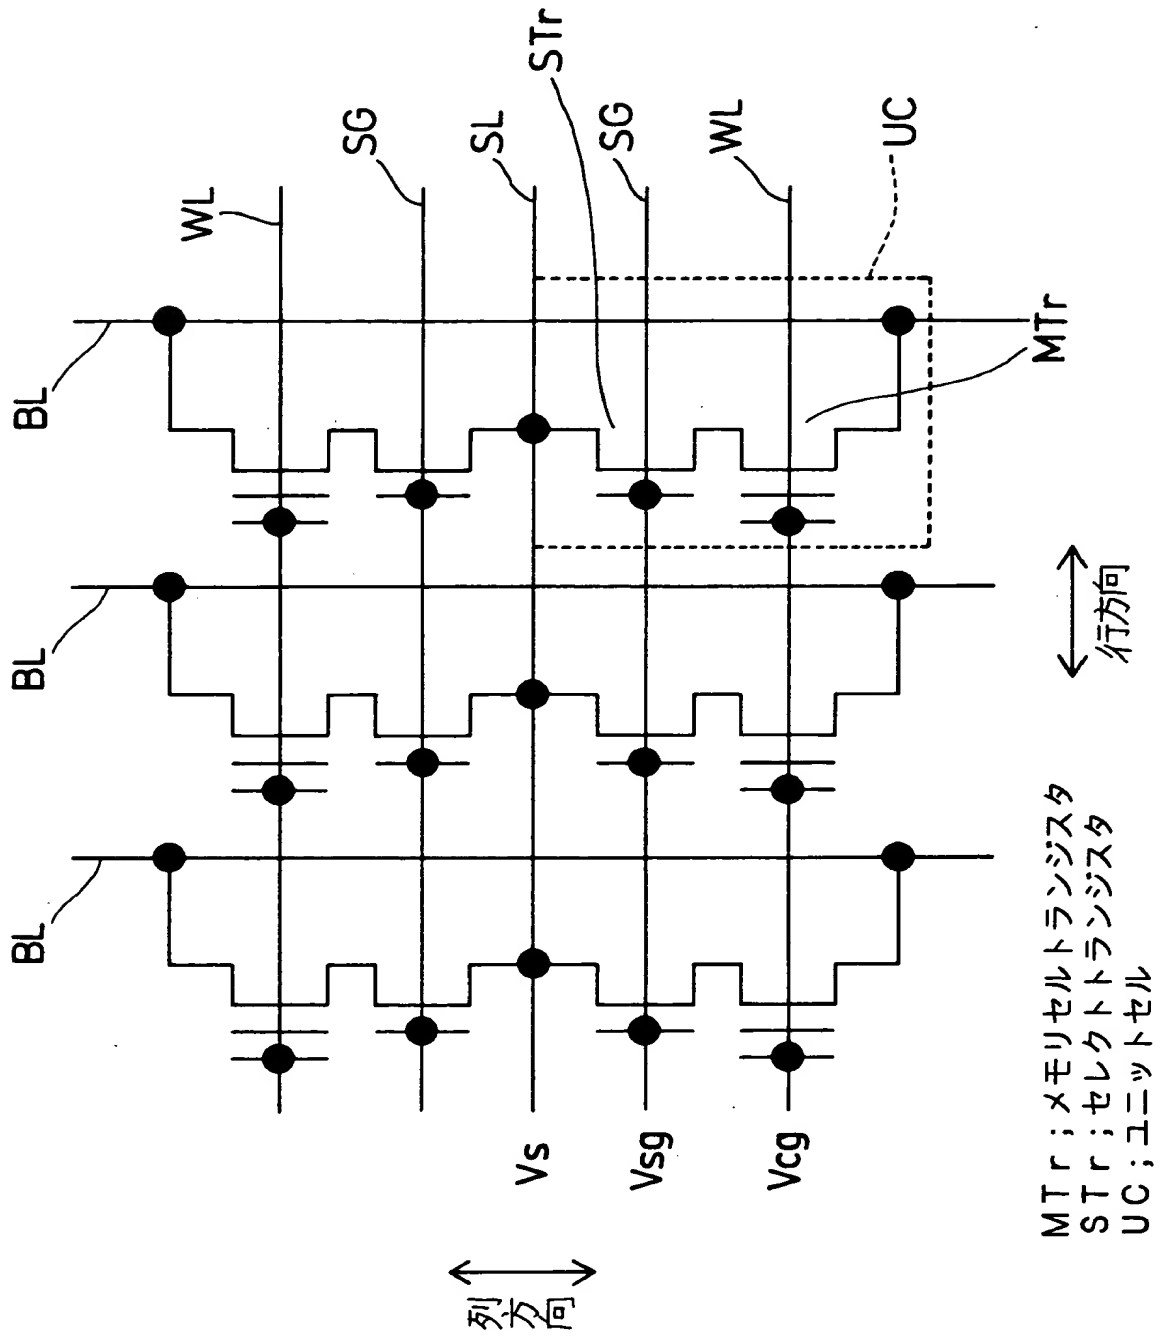 BL
BL
BL
WL
SG
SL
SG
WL
STr
UC
MTr
Vs
Vsg
Vcg
列方向
行方向
MTr;メモリセルトランジスタ
STr;セレクトトランジスタ
UC;ユニットセル